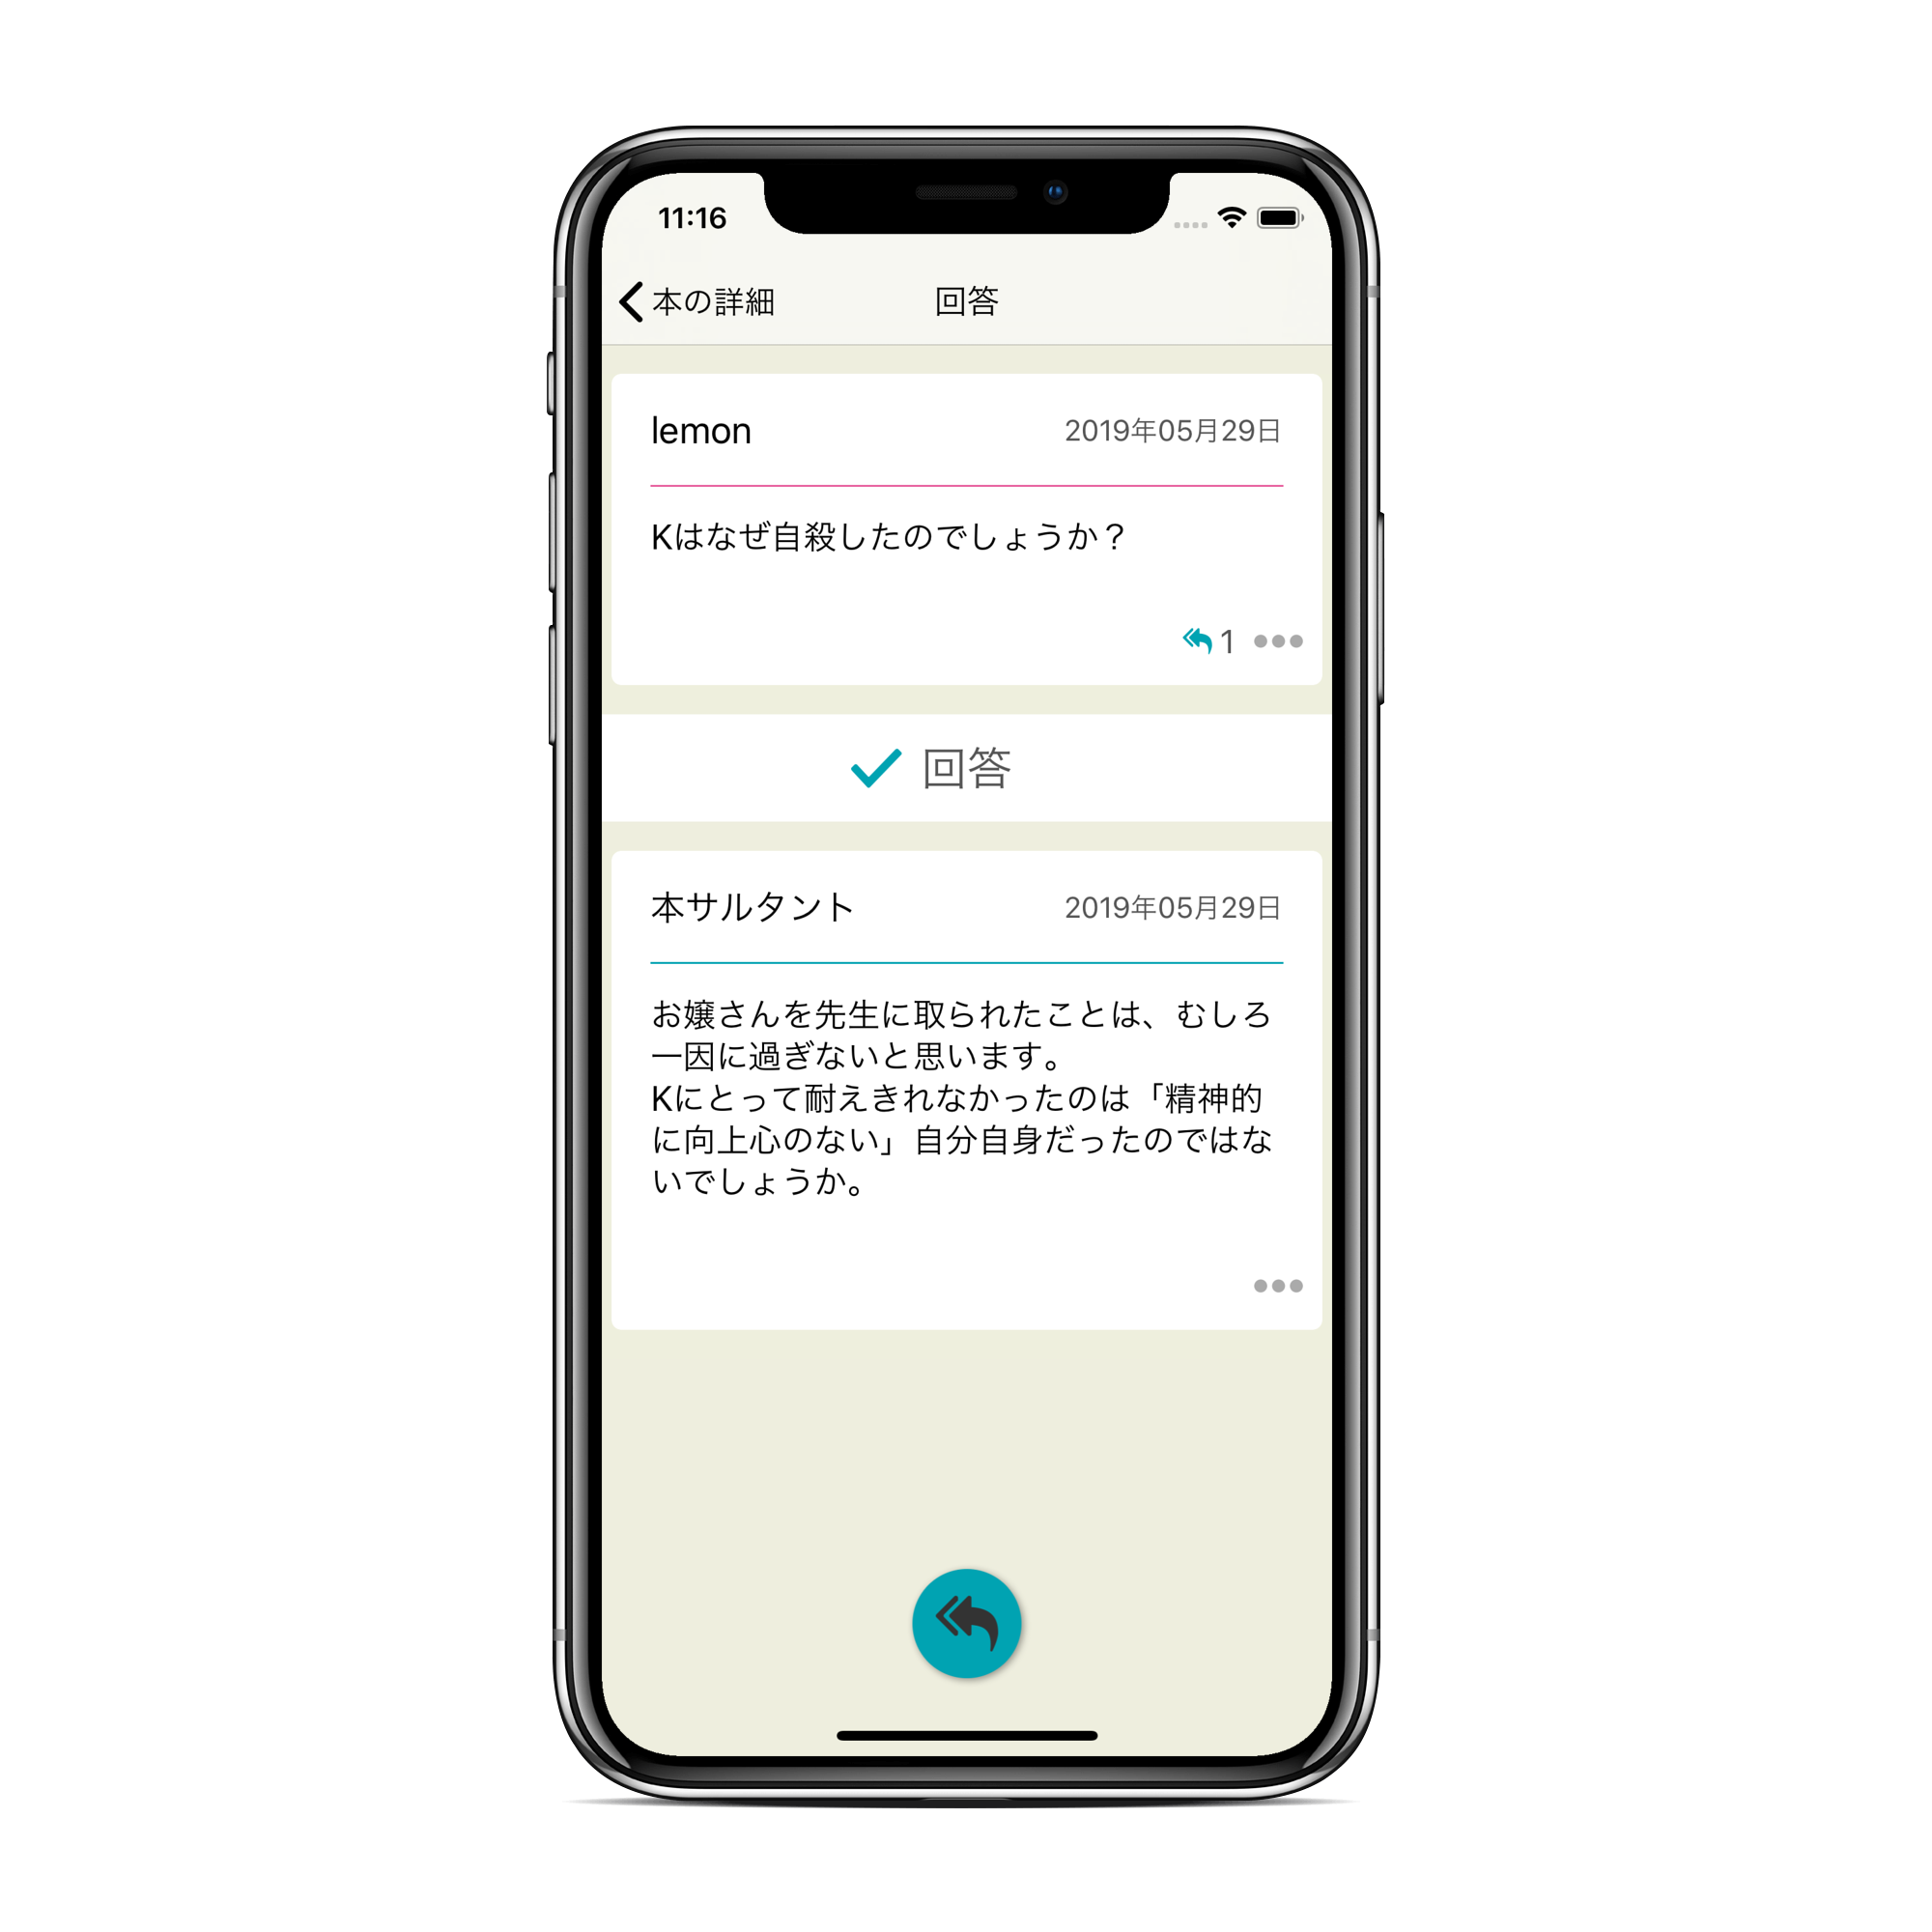 11:16
本の詳細
回答
lemon
2019年05月29日
Kはなぜ自殺したのでしょうか？
1
回答
本サルタント
2019年05月29日
お嬢さんを先生に取られたことは、むしろ
一因に過ぎないと思います。
Kにとって耐えきれなかったのは「精神的
に向上心のない」自分自身だったのではな
いでしょうか。